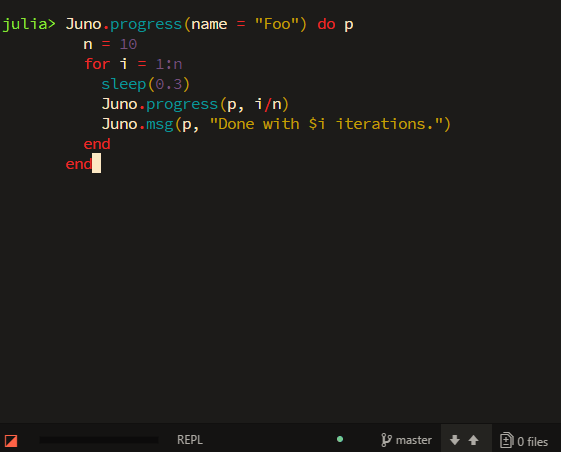 julia> Juno.progress(name = "Foo") do p
         n = 10
         for i = 1:n
           sleep(0.3)
           Juno.progress(p, i/n)
           Juno.msg(p, "Done with $i iterations.")
         end
       end
REPL master 0 files